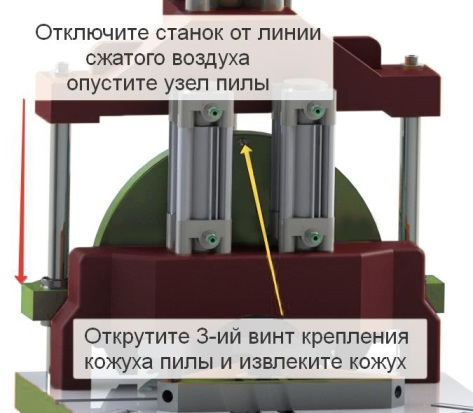 Отключите станок от линии
сжатого воздуха
опустите узел пилы
Открутите 3-ий винт крепления
кожуха пилы и извлеките кожух